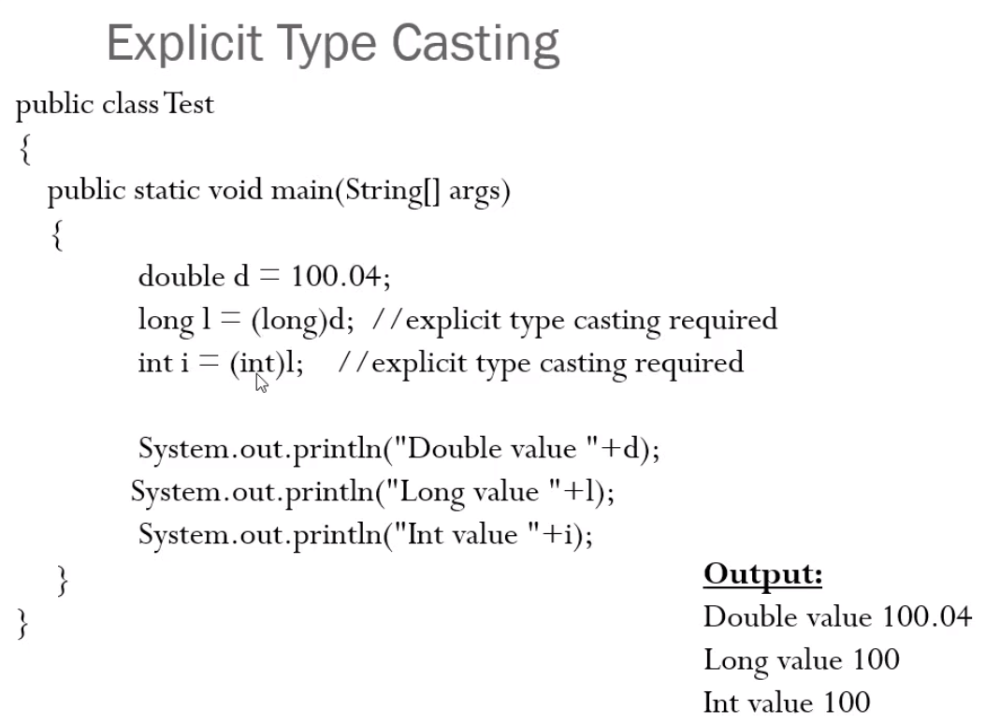 Explicit Type Casting
public class Test
{
public static void main(String[] args)
{
double d = 100.04;
long l = (long)d; //explicit type casting required
int i = (int)l; //explicit type casting required
System.out.println("Double value "+d);
System.out.println("Long value "+l);
System.out.println("Int value "+i);
}
}
Output:
Double value 100.04
Long value 100
Int value 100